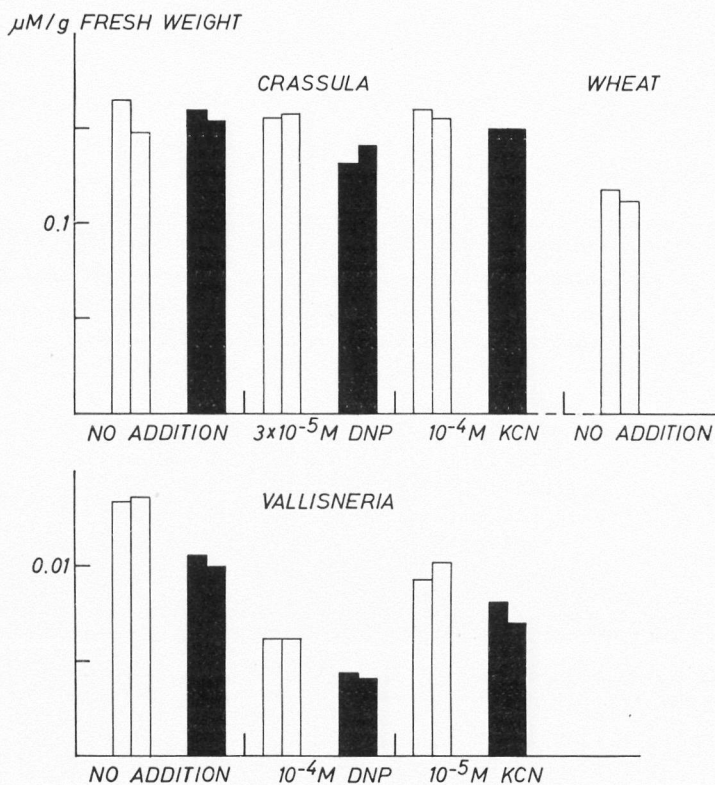 µM/g FRESH WEIGHT
CRASSULA WHEAT
0.1
NO ADDITION 3×10⁻⁵M DNP 10⁻⁴M KCN NO ADDITION
VALLISNERIA
0.01
NO ADDITION 10⁻⁴M DNP 10⁻⁵M KCN